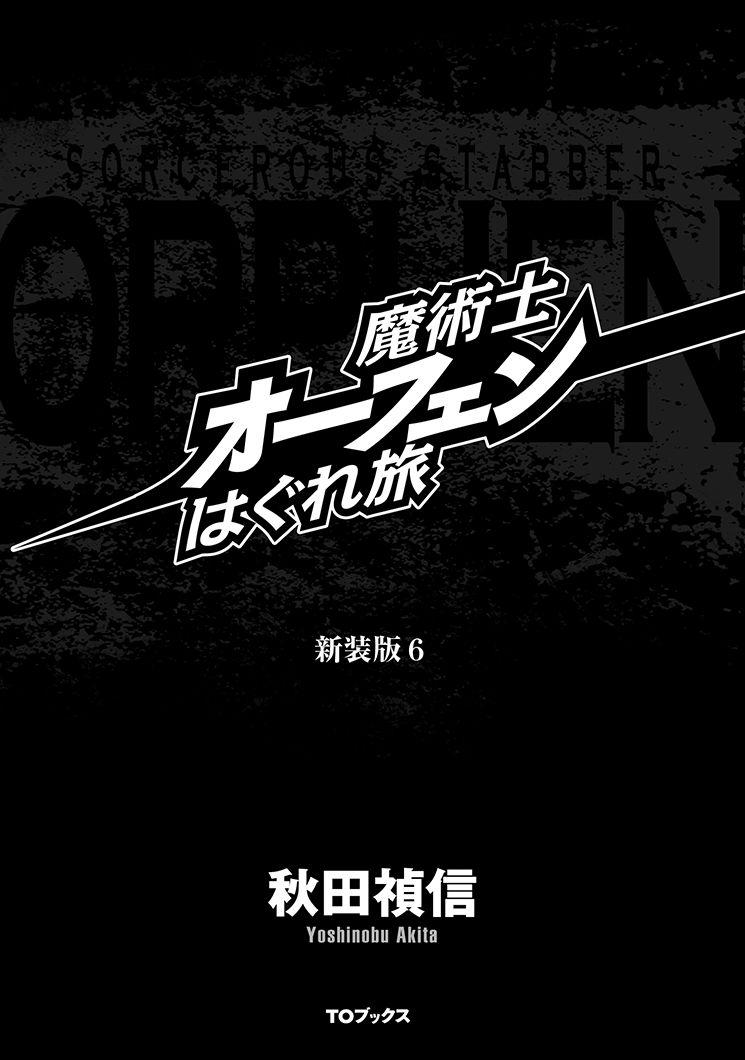 SORCEROUS STABBER
ORPHEN
魔術士
オーフェン
はぐれ旅
新装版6
秋田禎信
Yoshinobu Akita
TOブックス